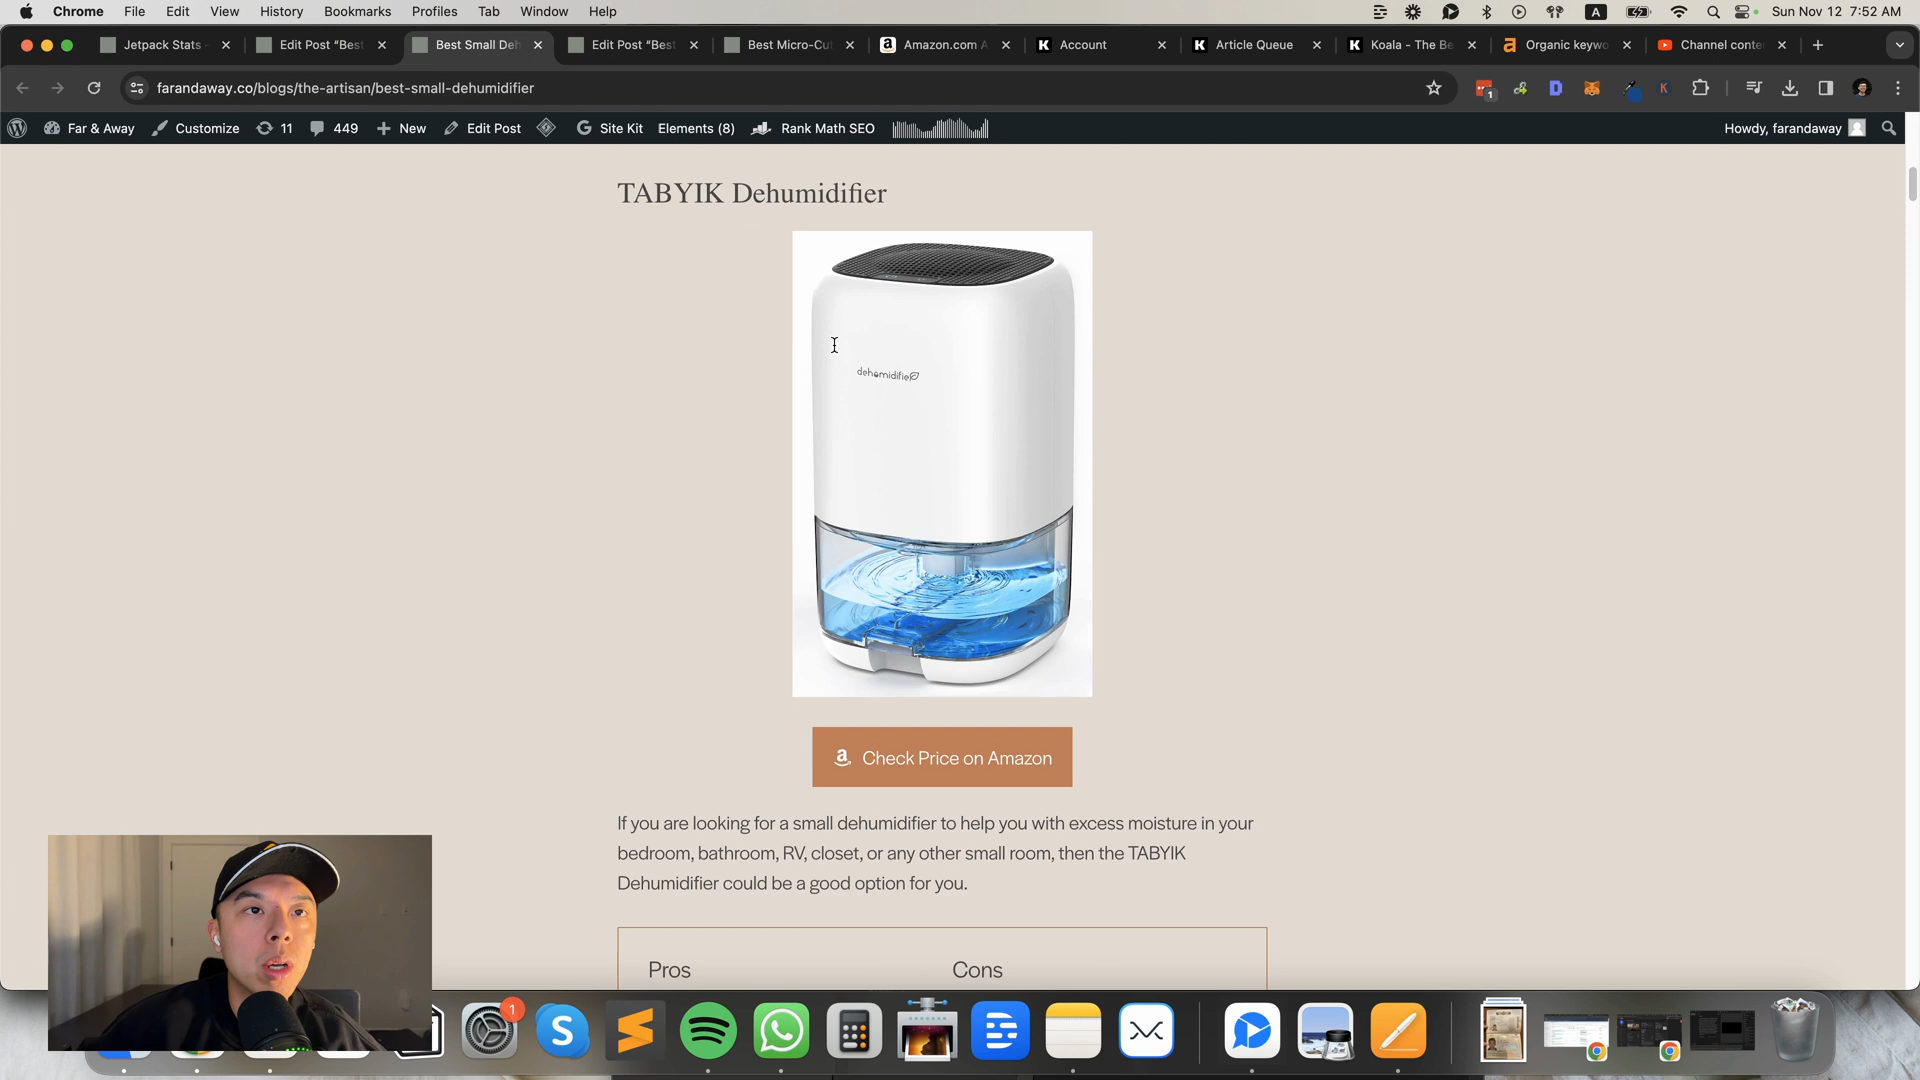 Chrome File Edit View History Bookmarks Profiles Tab Window Help
A Sun Nov 12 7:52 AM
Jetpack Stats
Edit Post “Best
Best Small Deh
Edit Post “Best
Best Micro-Cu
Amazon.com A
Account
Article Queue
Koala - The Be
Organic keywo
Channel conte
farandaway.co/blogs/the-artisan/best-small-dehumidifier
Far & Away Customize 11 449 New Edit Post Site Kit Elements (8) Rank Math SEO Howdy, farandaway
TABYIK Dehumidifier
dehumidifier
Check Price on Amazon
If you are looking for a small dehumidifier to help you with excess moisture in your
bedroom, bathroom, RV, closet, or any other small room, then the TABYIK
Dehumidifier could be a good option for you.
Pros Cons
1